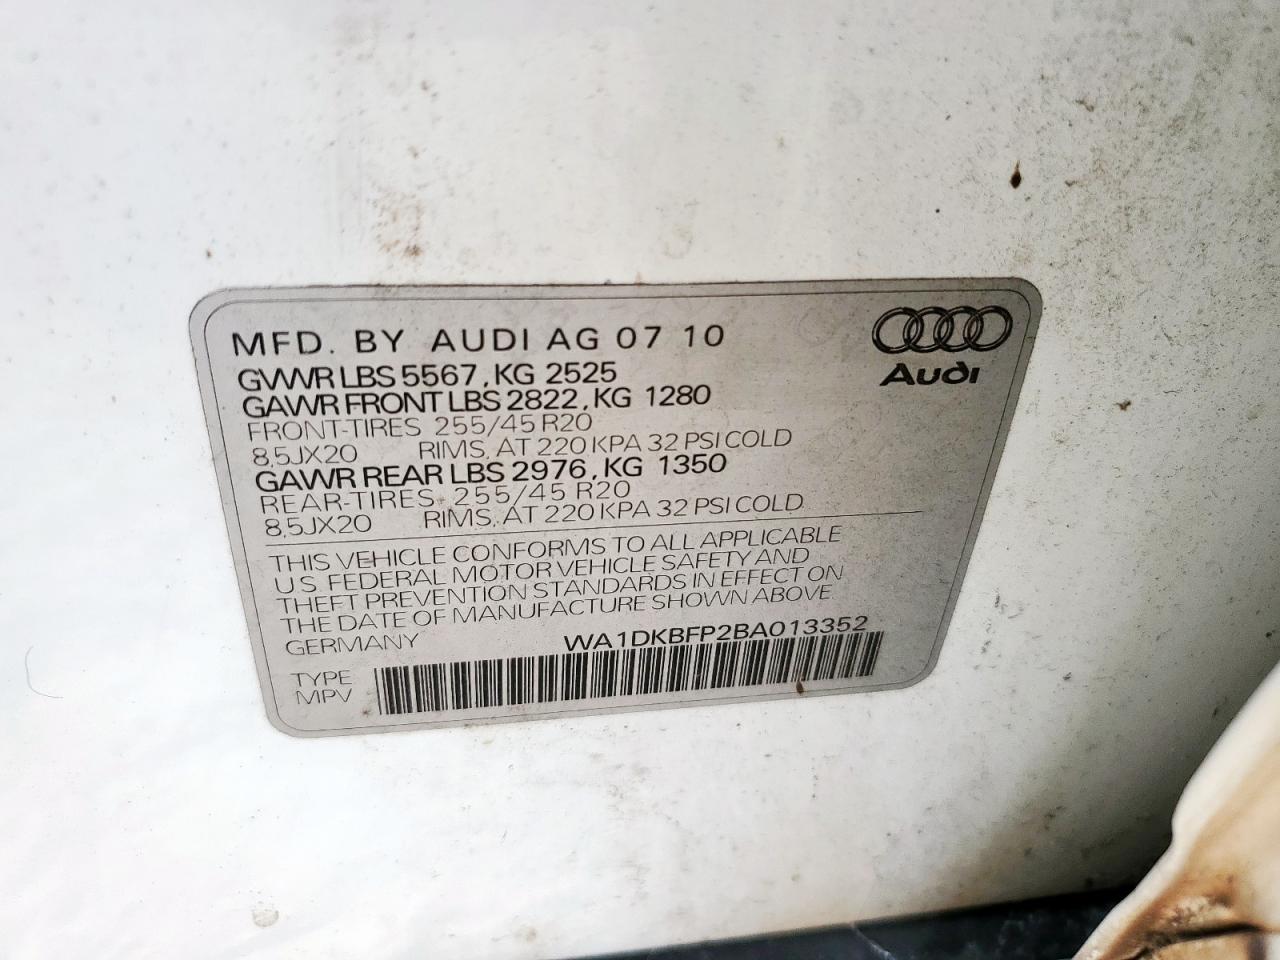 MFD. BY AUDI AG 07 10
Audi
GVWR LBS 5567, KG 2525
GAWR FRONT LBS 2822, KG 1280
FRONT-TIRES 255/45 R20
8,5JX20 RIMS, AT 220 KPA 32 PSI COLD
GAWR REAR LBS 2976, KG 1350
REAR-TIRES 255/45 R20
8,5JX20 RIMS, AT 220 KPA 32 PSI COLD
THIS VEHICLE CONFORMS TO ALL APPLICABLE
U.S FEDERAL MOTOR VEHICLE SAFETY AND
THEFT PREVENTION STANDARDS IN EFFECT ON
THE DATE OF MANUFACTURE SHOWN ABOVE
GERMANY WA1DKBFP2BA013352
TYPE
MPV